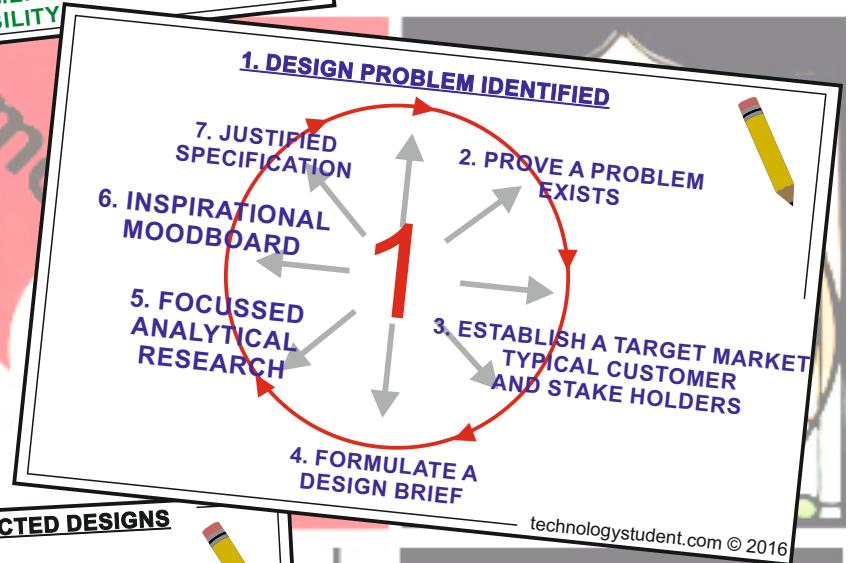 BILITY
1. DESIGN PROBLEM IDENTIFIED
7. JUSTIFIED
SPECIFICATION
2. PROVE A PROBLEM
EXISTS
6. INSPIRATIONAL
MOODBOARD
1
5. FOCUSSED
ANALYTICAL
RESEARCH
3. ESTABLISH A TARGET MARKET
TYPICAL CUSTOMER
AND STAKE HOLDERS
4. FORMULATE A
DESIGN BRIEF
technologystudent.com © 2016
CTED DESIGNS